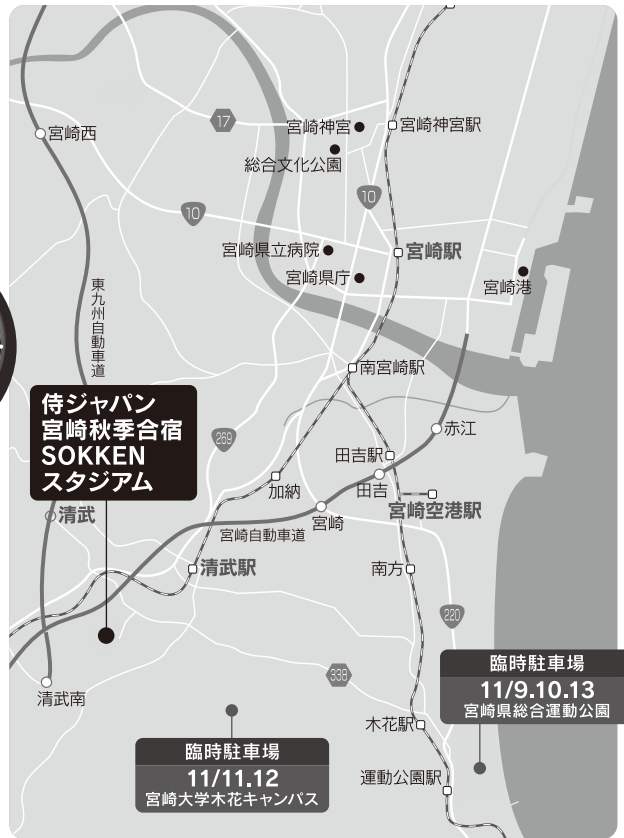 宮崎西
17
宮崎神宮
宮崎神宮駅
総合文化公園
10
10
宮崎県立病院
宮崎駅
宮崎県庁
宮崎港
東九州自動車道
南宮崎駅
侍ジャパン
宮崎秋季合宿
SOKKEN
スタジアム
269
赤江
田吉駅
加納
田吉
清武
宮崎
宮崎空港駅
宮崎自動車道
清武駅
南方
220
臨時駐車場
11/9.10.13
宮崎県総合運動公園
338
清武南
木花駅
臨時駐車場
11/11.12
宮崎大学木花キャンパス
運動公園駅